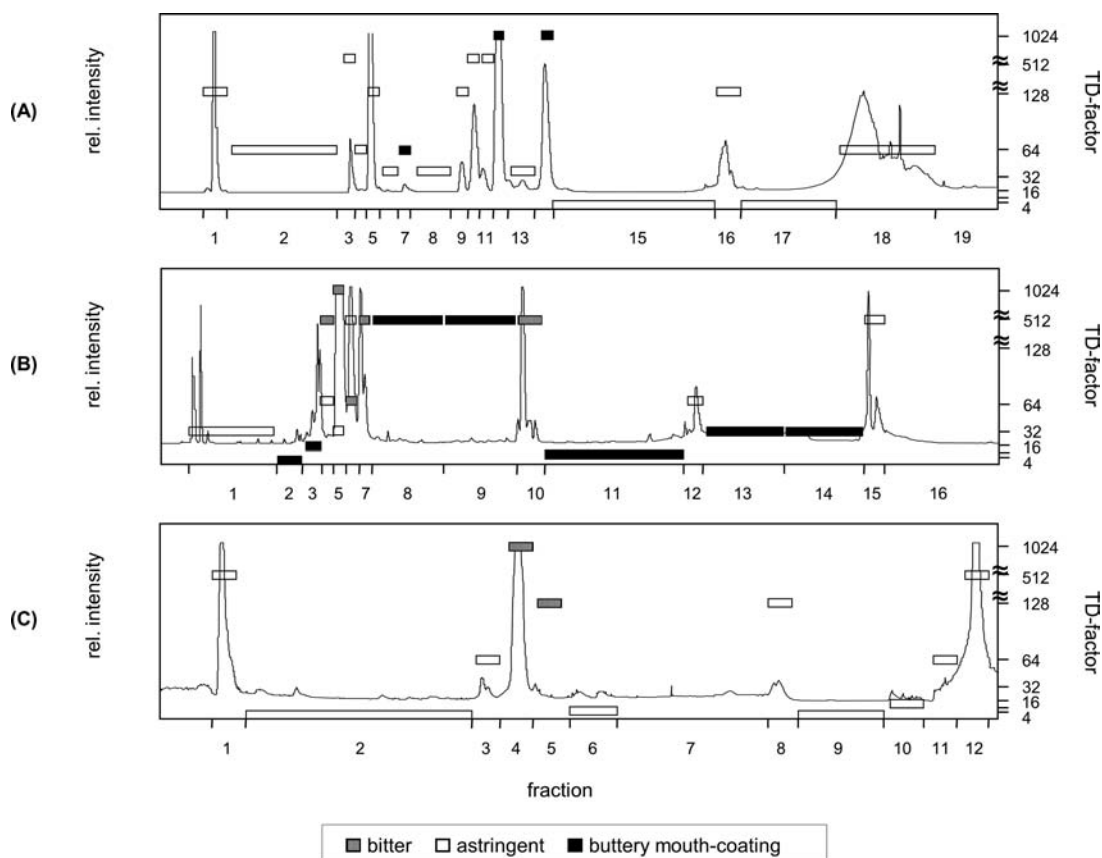 (A)
rel. intensity
TD-factor
1024
512
128
64
32
16
4
1 2 3 5 7 8 9 11 13 15 16 17 18 19
(B)
rel. intensity
TD-factor
1024
512
128
64
32
16
4
1 2 3 5 7 8 9 10 11 12 13 14 15 16
(C)
rel. intensity
TD-factor
1024
512
128
64
32
16
4
1 2 3 4 5 6 7 8 9 10 11 12
fraction
bitter astringent buttery mouth-coating